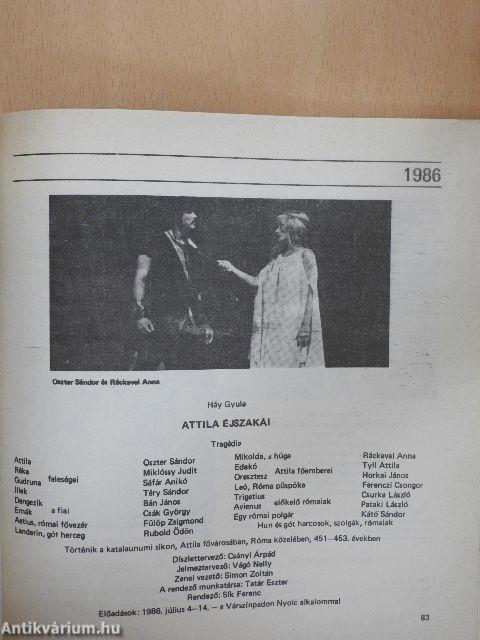 1986
Oszter Sándor és Ráckevei Anna
Háy Gyula
ATTILA ÉJSZAKÁI
Tragédia
Attila Oszter Sándor
Réka Miklóssy Judit
Gudruna feleségei Sáfár Anikó
Illek Téry Sándor
Dengezik Bán János
Ernák a fiai Csák György
Aetius, római fővezér Fülöp Zsigmond
Landerin, gót herceg Rubold Ödön
Mikolda, a húga Ráckevei Anna
Edekó Tyll Attila
Oresztesz Attila főemberei Horkai János
Leó, Róma püspöke Ferenczi Csongor
Trigetius Csurka László
Avienus előkelő rómaiak Pataki László
Egy római polgár Kátó Sándor
Hun és gót harcosok, szolgák, rómaiak
Történik a katalaunumi síkon, Attila fővárosában, Róma közelében, 451–453. években
Díszlettervező: Csányi Árpád
Jelmeztervező: Vágó Nelly
Zenei vezető: Simon Zoltán
A rendező munkatársa: Tatár Eszter
Rendező: Sík Ferenc
Előadások: 1986. július 4–14. – a Várszínpadon Nyolc alkalommal
83
Antikvárium.hu